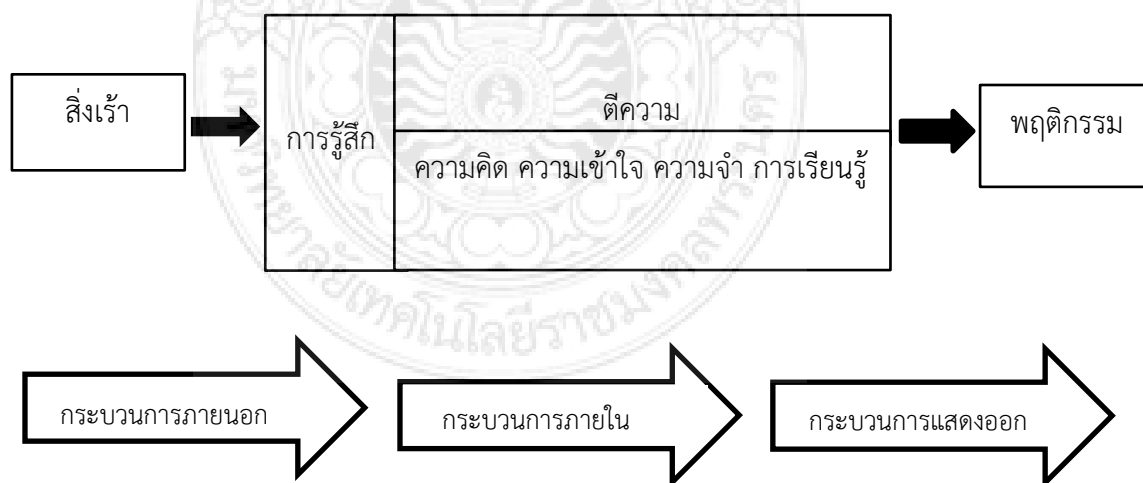 สิ่งเร้า
การรู้สึก
ตีความ
ความคิด ความเข้าใจ ความจำ การเรียนรู้
พฤติกรรม
กระบวนการภายนอก
กระบวนการภายใน
กระบวนการแสดงออก